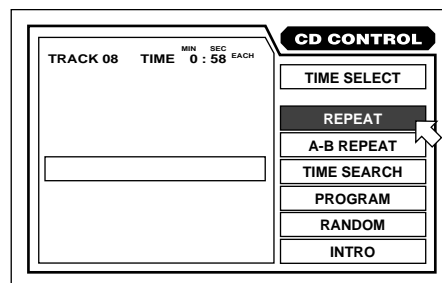 CD CONTROL
MIN SEC
TRACK 08 TIME 0 : 58 EACH
TIME SELECT
REPEAT
A-B REPEAT
TIME SEARCH
PROGRAM
RANDOM
INTRO